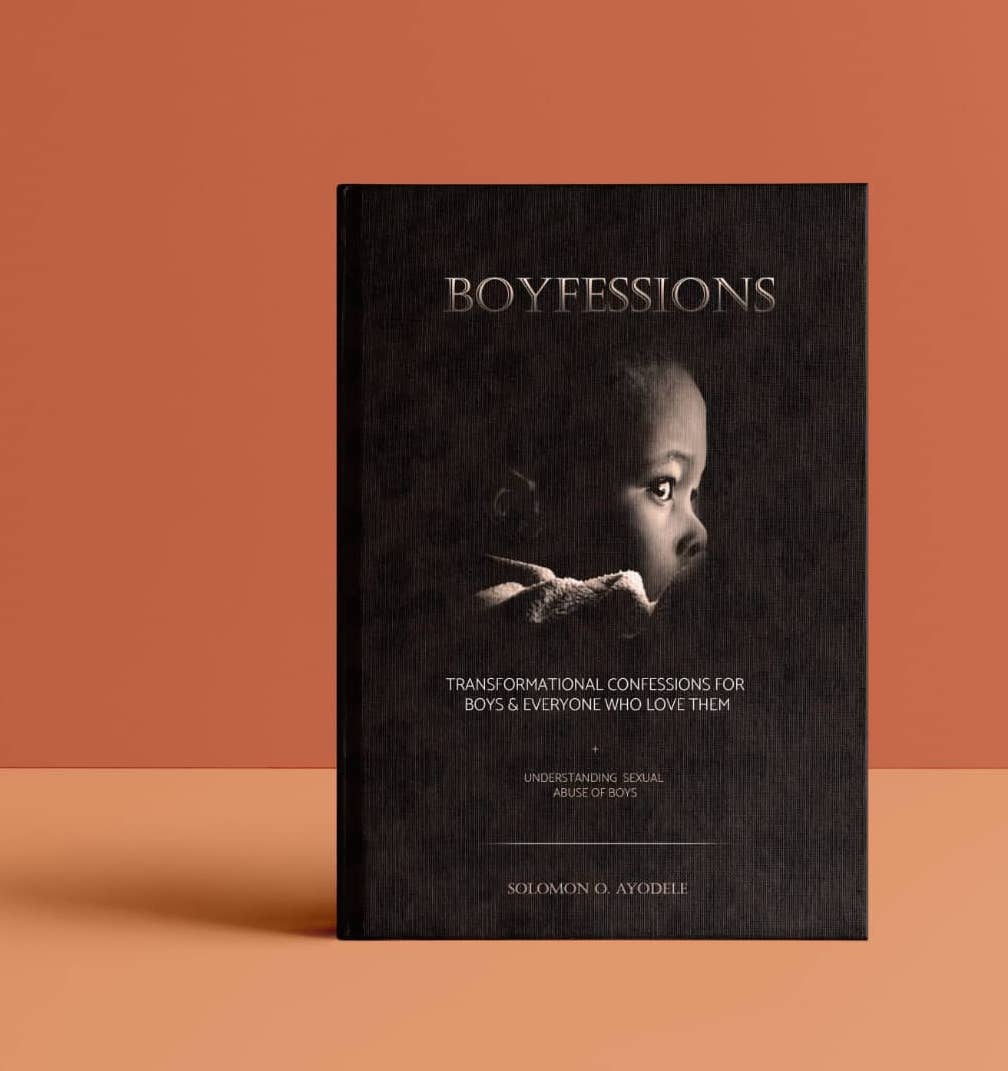 BOYFESSIONS
TRANSFORMATIONAL CONFESSIONS FOR
BOYS & EVERYONE WHO LOVE THEM
+
UNDERSTANDING SEXUAL
ABUSE OF BOYS
SOLOMON O. AYODELE